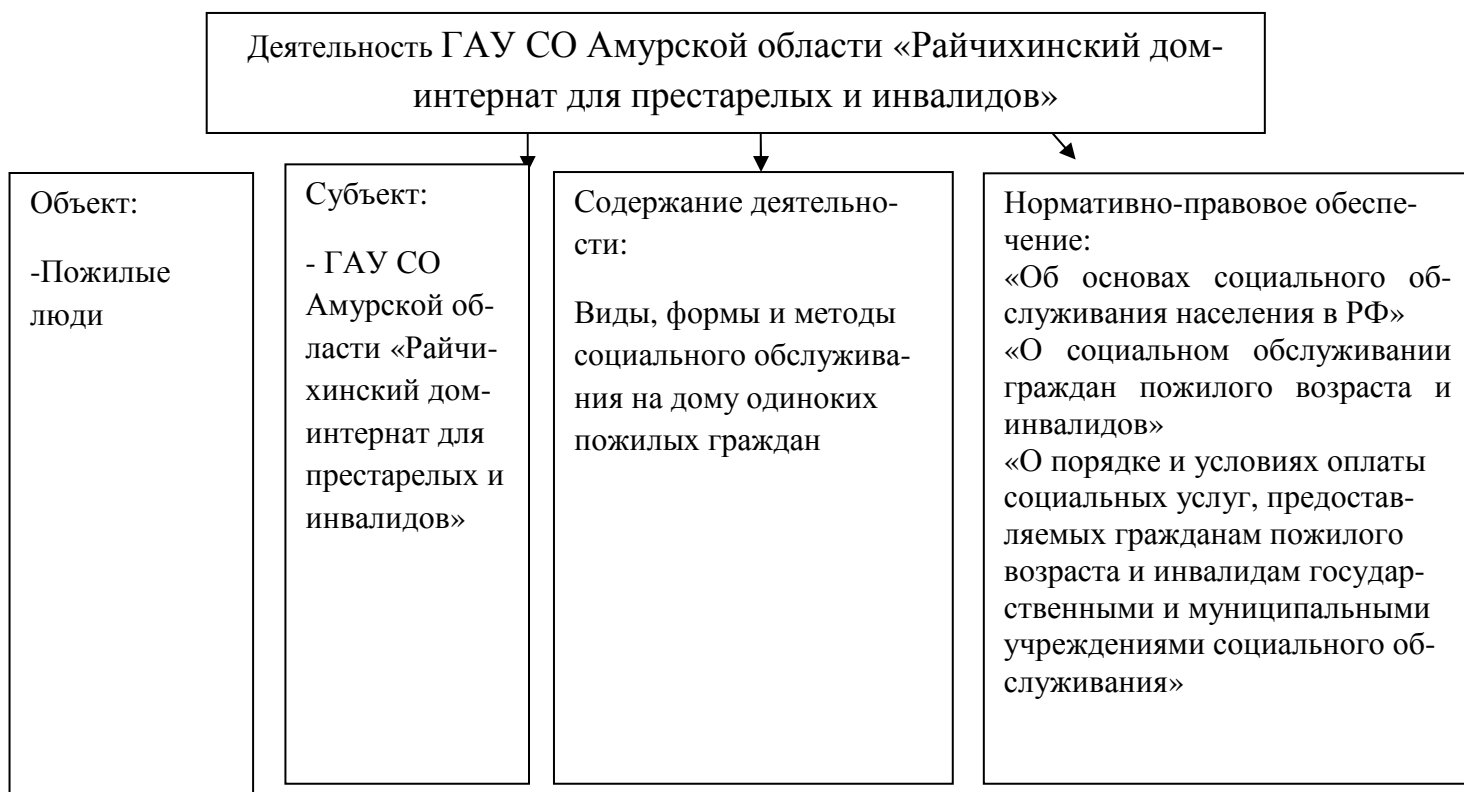 Деятельность ГАУ СО Амурской области «Райчихинский дом-
интернат для престарелых и инвалидов»
Объект:
-Пожилые
люди
Субъект:
- ГАУ СО
Амурской об-
ласти «Райчи-
хинский дом-
интернат для
престарелых и
инвалидов»
Содержание деятельно-
сти:
Виды, формы и методы
социального обслужива-
ния на дому одиноких
пожилых граждан
Нормативно-правовое обеспе-
чение:
«Об основах социального об-
служивания населения в РФ»
«О социальном обслуживании
граждан пожилого возраста и
инвалидов»
«О порядке и условиях оплаты
социальных услуг, предостав-
ляемых гражданам пожилого
возраста и инвалидам государ-
ственными и муниципальными
учреждениями социального об-
служивания»